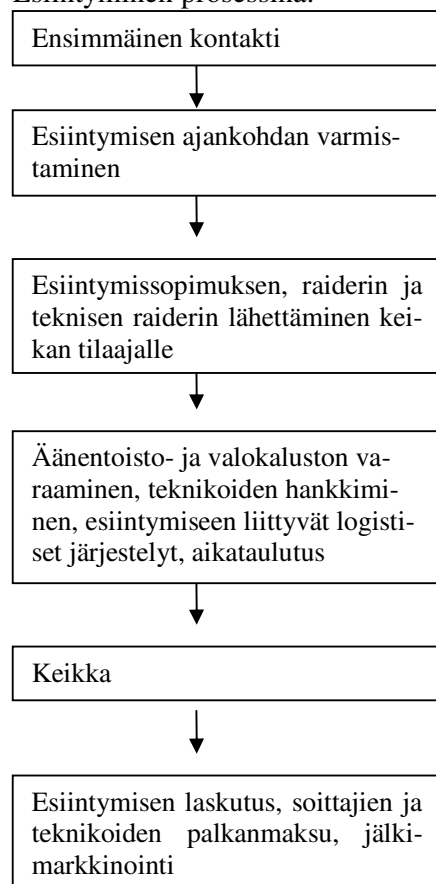 Esiintyminen prosessina:
Ensimmäinen kontakti
Esiintymisen ajankohdan varmis-
taminen
Esiintymissopimuksen, raiderin ja
teknisen raiderin lähettäminen kei-
kan tilaajalle
Äänentoisto- ja valokaluston va-
raaminen, teknikoiden hankkimi-
nen, esiintymiseen liittyvät logisti-
set järjestelyt, aikataulutus
Keikka
Esiintymisen laskutus, soittajien ja
teknikoiden palkanmaksu, jälki-
markkinointi